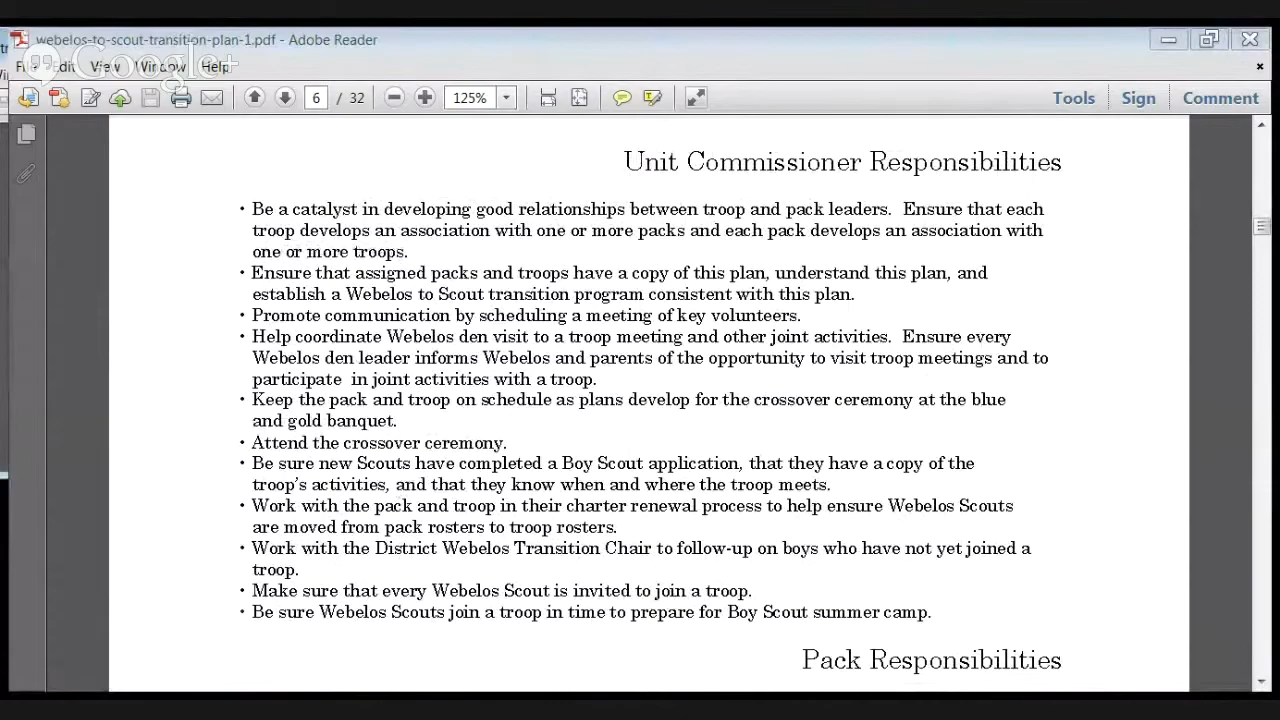 webelos-to-scout-transition-plan-1.pdf - Adobe Reader
Google+
Edit View Window Help
6 / 32 125% Tools Sign Comment
Unit Commissioner Responsibilities
• Be a catalyst in developing good relationships between troop and pack leaders. Ensure that each
troop develops an association with one or more packs and each pack develops an association with
one or more troops.
• Ensure that assigned packs and troops have a copy of this plan, understand this plan, and
establish a Webelos to Scout transition program consistent with this plan.
• Promote communication by scheduling a meeting of key volunteers.
• Help coordinate Webelos den visit to a troop meeting and other joint activities. Ensure every
Webelos den leader informs Webelos and parents of the opportunity to visit troop meetings and to
participate in joint activities with a troop.
• Keep the pack and troop on schedule as plans develop for the crossover ceremony at the blue
and gold banquet.
• Attend the crossover ceremony.
• Be sure new Scouts have completed a Boy Scout application, that they have a copy of the
troop's activities, and that they know when and where the troop meets.
• Work with the pack and troop in their charter renewal process to help ensure Webelos Scouts
are moved from pack rosters to troop rosters.
• Work with the District Webelos Transition Chair to follow-up on boys who have not yet joined a
troop.
• Make sure that every Webelos Scout is invited to join a troop.
• Be sure Webelos Scouts join a troop in time to prepare for Boy Scout summer camp.
Pack Responsibilities